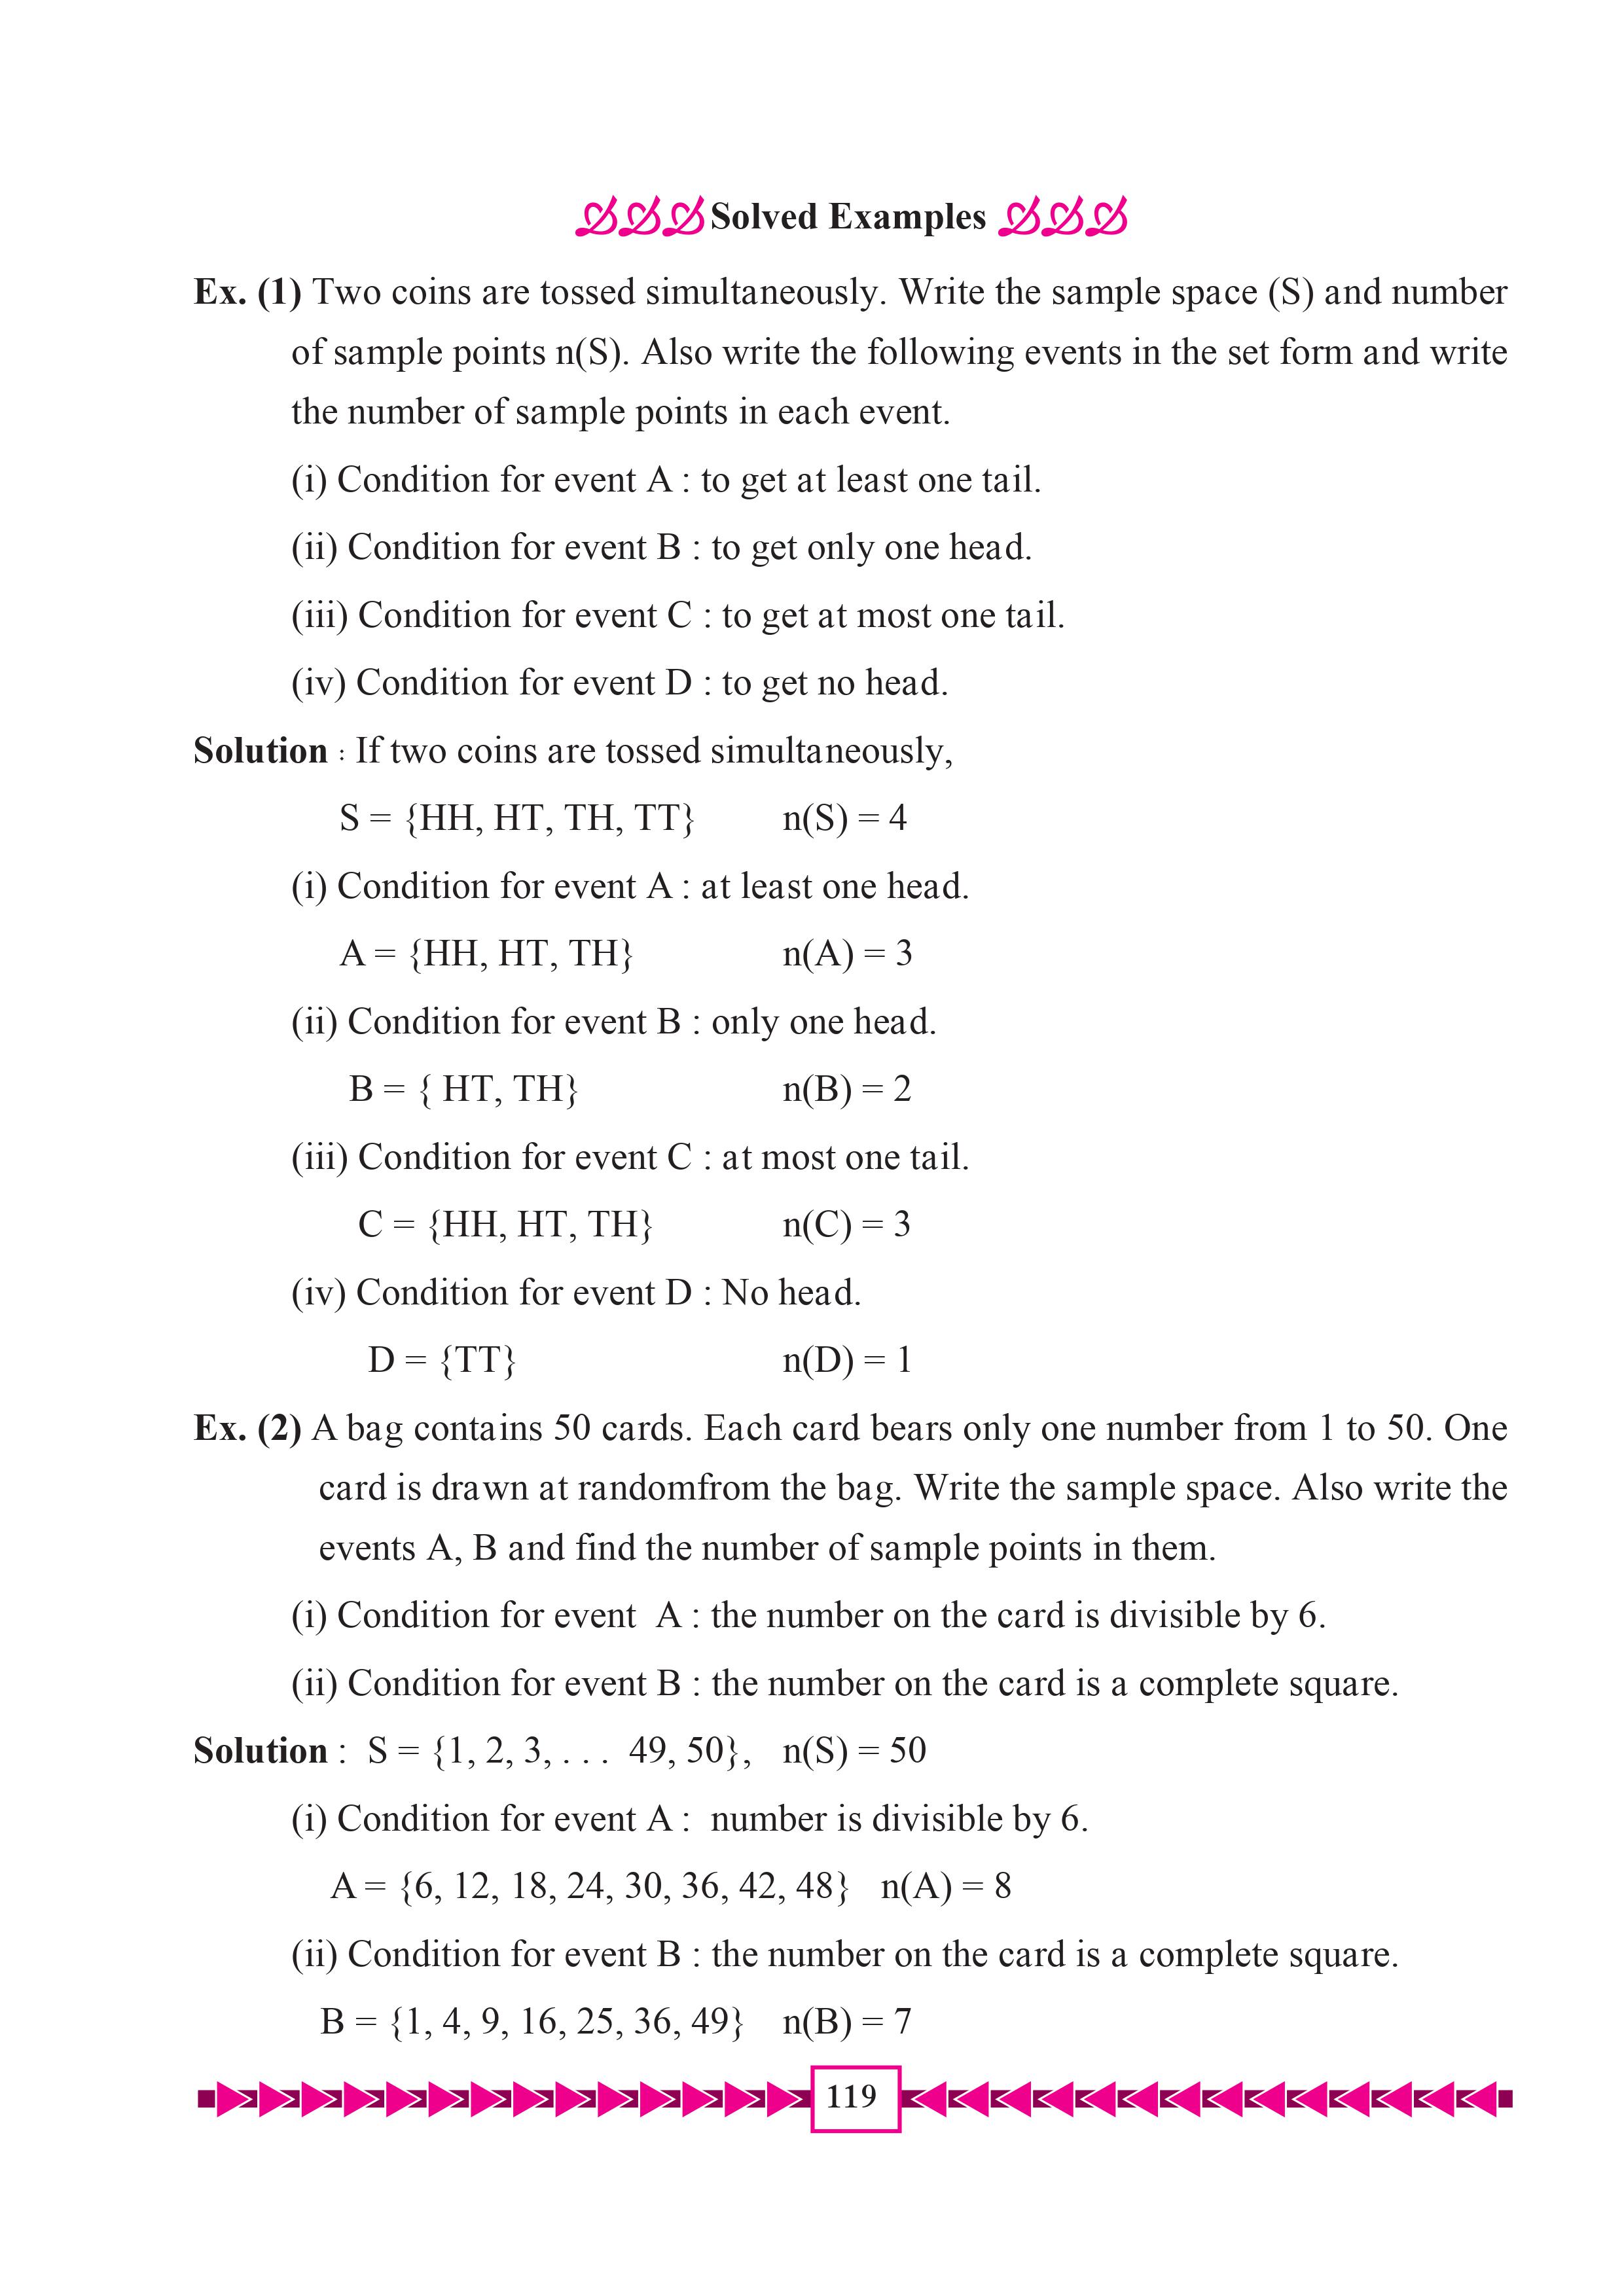 Solved Examples
Ex. (1) Two coins are tossed simultaneously. Write the sample space (S) and number
of sample points n(S). Also write the following events in the set form and write
the number of sample points in each event.
(i) Condition for event A : to get at least one tail.
(ii) Condition for event B : to get only one head.
(iii) Condition for event C : to get at most one tail.
(iv) Condition for event D : to get no head.
Solution : If two coins are tossed simultaneously,
S = {HH, HT, TH, TT} n(S) = 4
(i) Condition for event A : at least one head.
A = {HH, HT, TH} n(A) = 3
(ii) Condition for event B : only one head.
B = { HT, TH} n(B) = 2
(iii) Condition for event C : at most one tail.
C = {HH, HT, TH} n(C) = 3
(iv) Condition for event D : No head.
D = {TT} n(D) = 1
Ex. (2) A bag contains 50 cards. Each card bears only one number from 1 to 50. One
card is drawn at randomfrom the bag. Write the sample space. Also write the
events A, B and find the number of sample points in them.
(i) Condition for event A : the number on the card is divisible by 6.
(ii) Condition for event B : the number on the card is a complete square.
Solution : S = {1, 2, 3, . . . 49, 50}, n(S) = 50
(i) Condition for event A : number is divisible by 6.
A = {6, 12, 18, 24, 30, 36, 42, 48} n(A) = 8
(ii) Condition for event B : the number on the card is a complete square.
B = {1, 4, 9, 16, 25, 36, 49} n(B) = 7
119